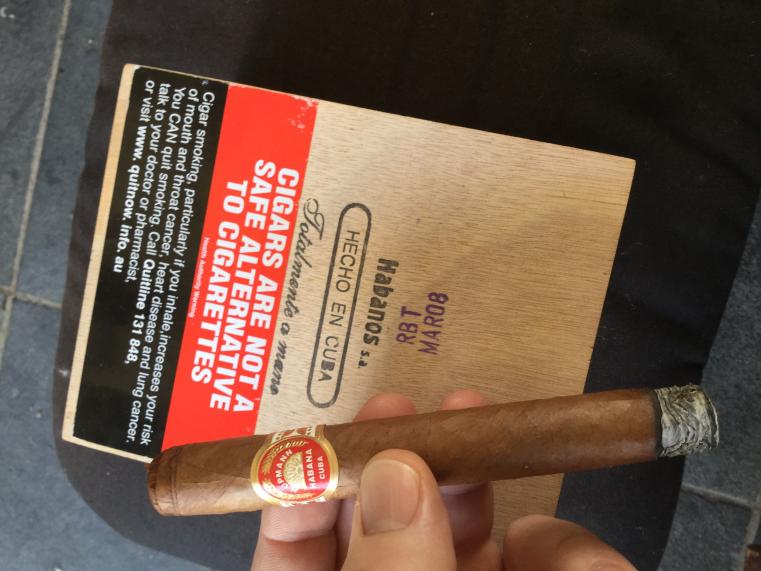 Habanos s.a.
HECHO EN CUBA
Totalmente a mano
RBT
MAR08
CIGARS ARE NOT A
SAFE ALTERNATIVE
TO CIGARETTES
Health Authority Warning
Cigar smoking, particularly if you inhale, increases your risk
of mouth and throat cancer, heart disease and lung cancer.
You CAN quit smoking. Call Quitline 131 848,
talk to your doctor or pharmacist,
or visit www.quitnow.info.au
UPMANN
HABANA
CUBA